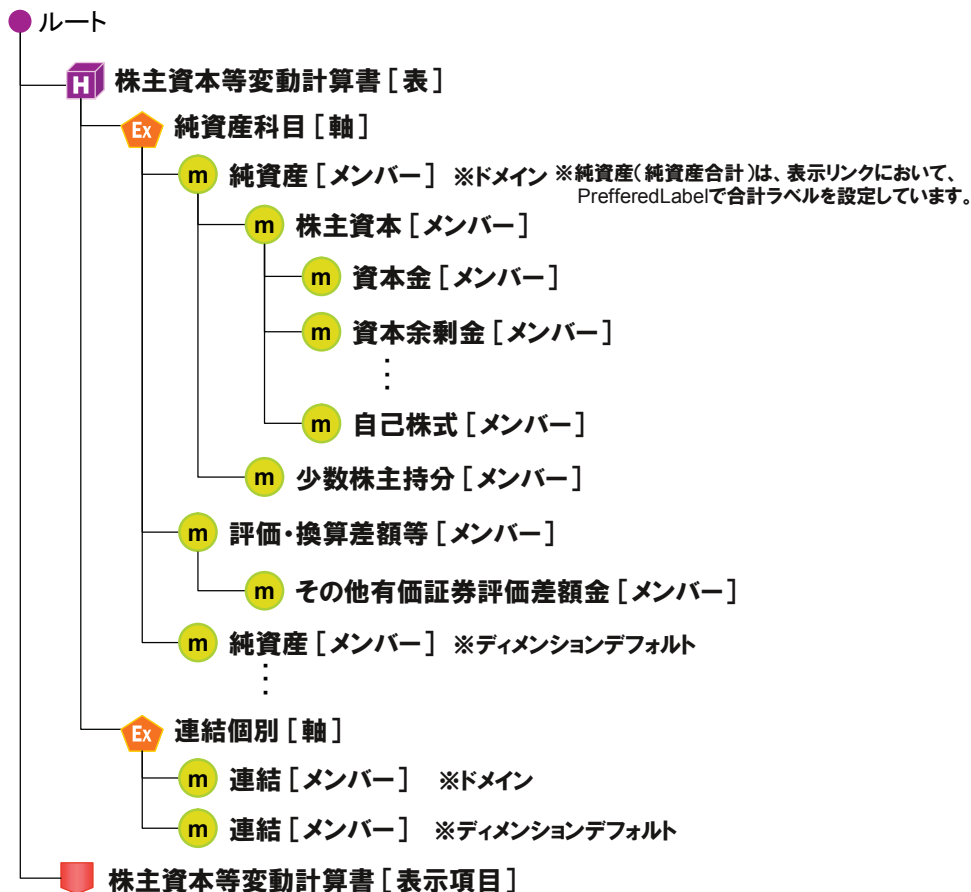 ルート
H 株主資本等変動計算書［表］
Ex 純資産科目［軸］
m 純資産［メンバー］ ※ドメイン ※純資産(純資産合計)は、表示リンクにおいて、
PrefferedLabelで合計ラベルを設定しています。
m 株主資本［メンバー］
m 資本金［メンバー］
m 資本余剰金［メンバー］
⋮
m 自己株式［メンバー］
m 少数株主持分［メンバー］
m 評価・換算差額等［メンバー］
m その他有価証券評価差額金［メンバー］
m 純資産［メンバー］ ※ディメンションデフォルト
⋮
Ex 連結個別［軸］
m 連結［メンバー］ ※ドメイン
m 連結［メンバー］ ※ディメンションデフォルト
株主資本等変動計算書［表示項目］